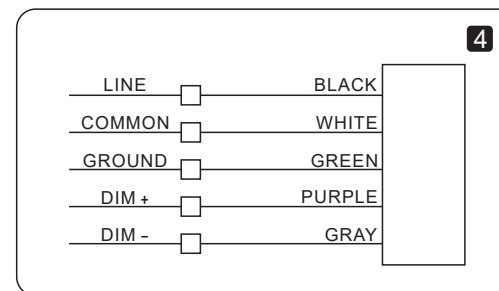 4
LINE BLACK
COMMON WHITE
GROUND GREEN
DIM + PURPLE
DIM - GRAY